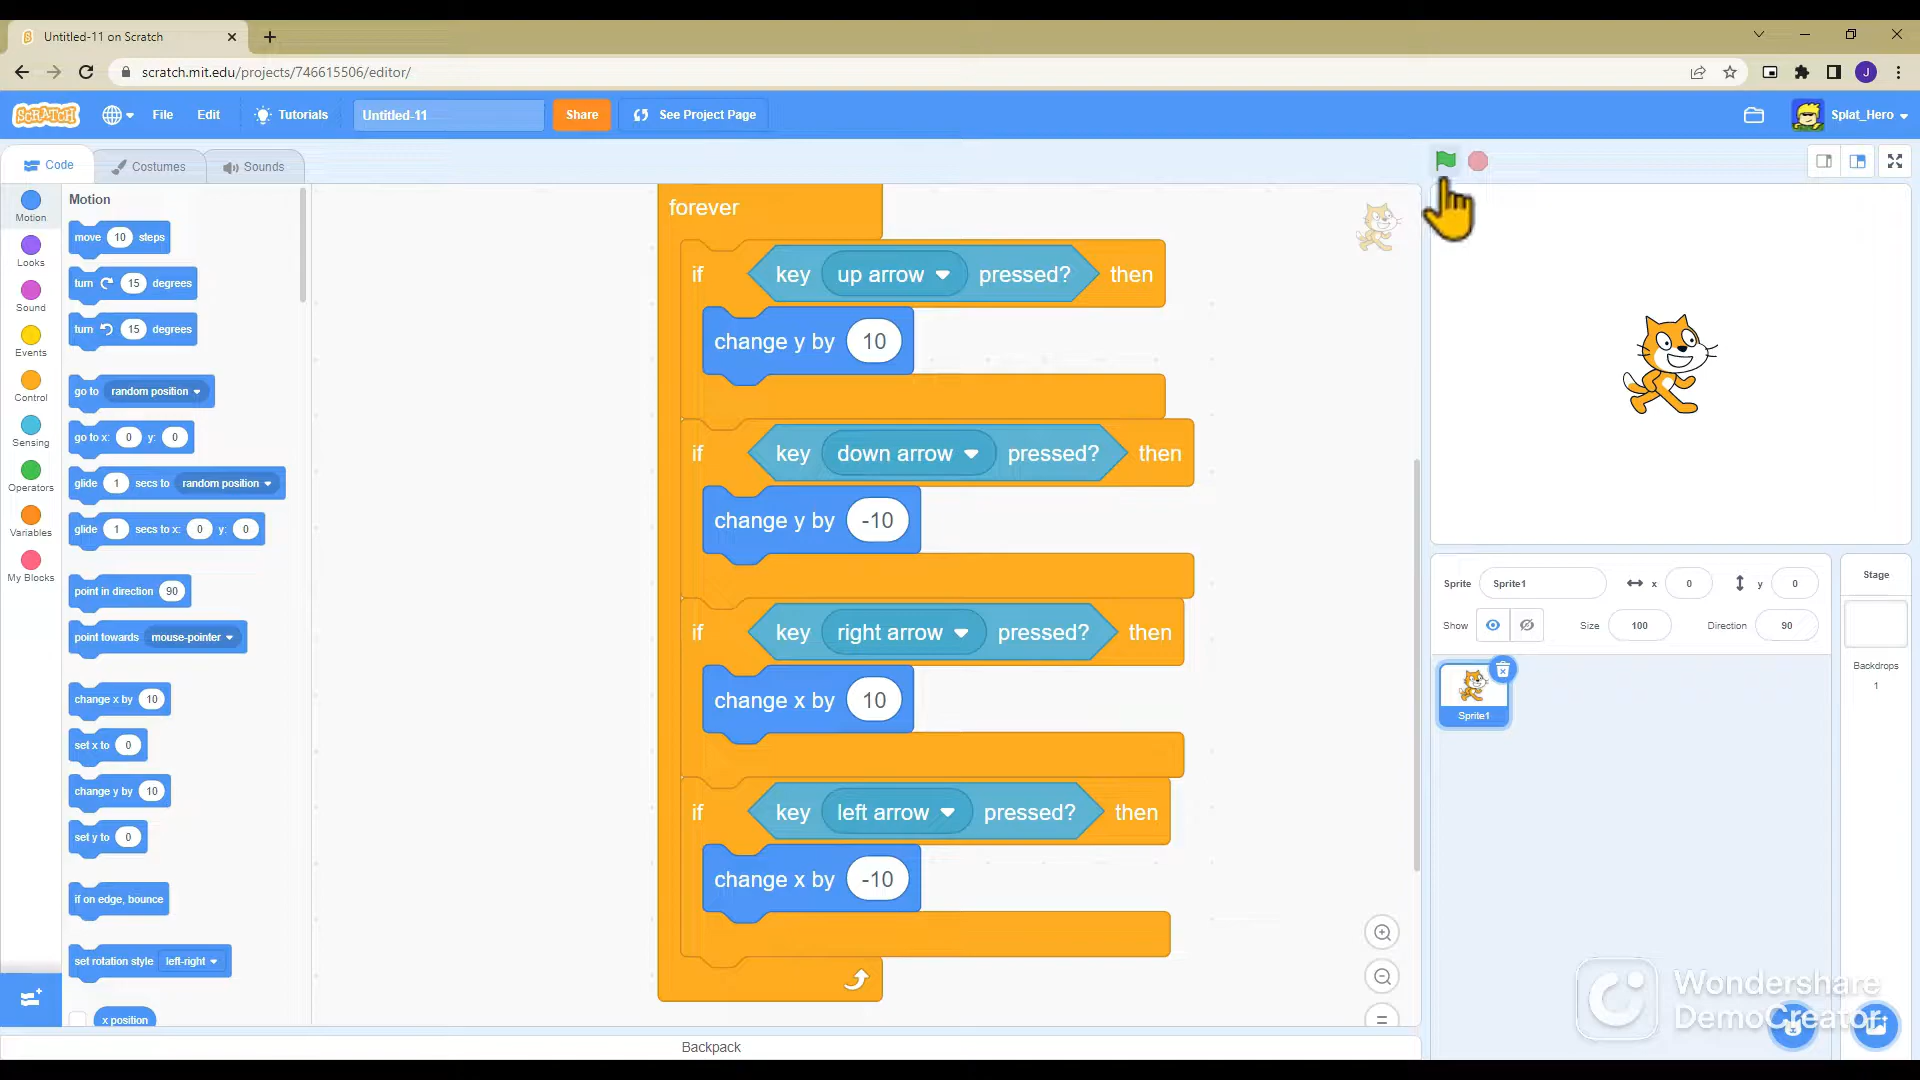 Untitled-11 on Scratch
scratch.mit.edu/projects/746615506/editor/
J
SCRATCH
File
Edit
Tutorials
Untitled-11
Share
See Project Page
Splat_Hero
Code
Costumes
Sounds
Motion
Looks
Sound
Events
Control
Sensing
Operators
Variables
My Blocks
Motion
move 10 steps
turn 15 degrees
turn 15 degrees
go to random position
go to x: 0 y: 0
glide 1 secs to random position
glide 1 secs to x: 0 y: 0
point in direction 90
point towards mouse-pointer
change x by 10
set x to 0
change y by 10
set y to 0
if on edge, bounce
set rotation style left-right
x position
forever
if key up arrow pressed? then
change y by 10
if key down arrow pressed? then
change y by -10
if key right arrow pressed? then
change x by 10
if key left arrow pressed? then
change x by -10
Backpack
Sprite Sprite1 x 0 y 0
Show Size 100 Direction 90
Sprite1
Stage
Backdrops
1
Wondershare
DemoCreator